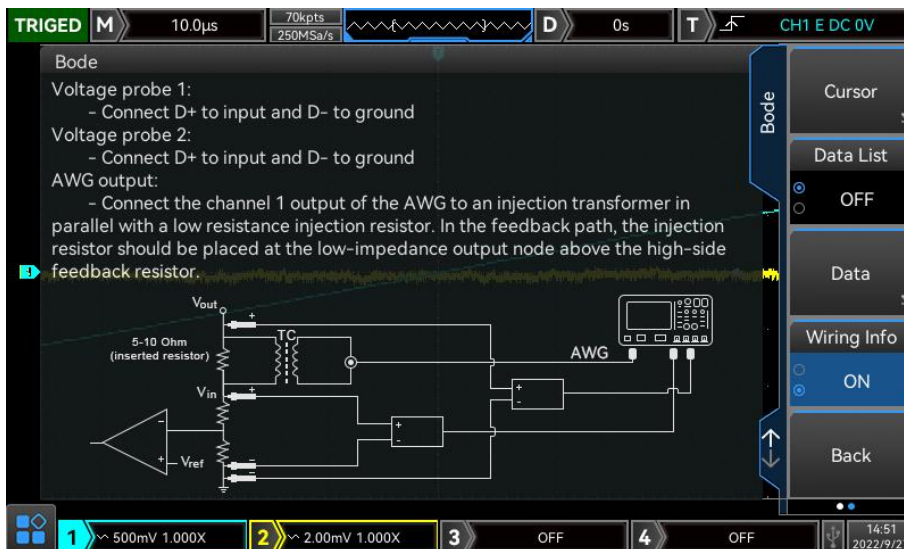 TRIGED M 10.0μs 70kpts D 0s T CH1 E DC 0V
250MSa/s
Bode
Voltage probe 1:
– Connect D+ to input and D– to ground
Voltage probe 2:
– Connect D+ to input and D– to ground
AWG output:
– Connect the channel 1 output of the AWG to an injection transformer in
parallel with a low resistance injection resistor. In the feedback path, the injection
resistor should be placed at the low-impedance output node above the high-side
feedback resistor.
Vout
+
5-10 Ohm
(inserted resistor)
TC
AWG
Vin
+
+
-
+
-
-
+
Vref
-
-
Bode
Cursor
Data List
OFF
Data
Wiring Info
ON
Back
1 500mV 1.000X 2 2.00mV 1.000X 3 OFF 4 OFF 14:51